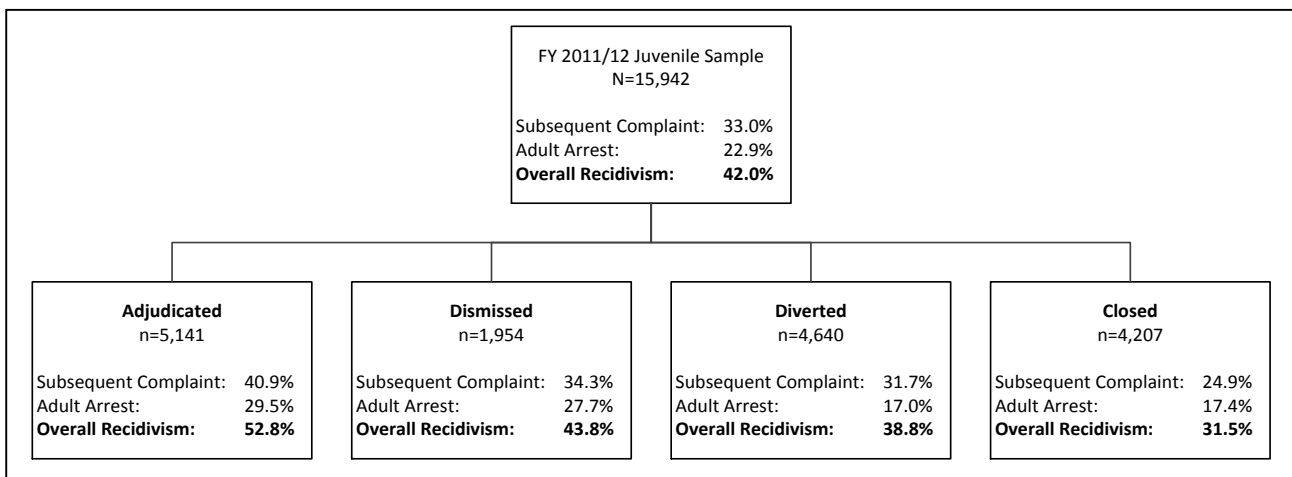 FY 2011/12 Juvenile Sample
N=15,942
Subsequent Complaint: 33.0%
Adult Arrest: 22.9%
Overall Recidivism: 42.0%
Adjudicated
n=5,141
Subsequent Complaint: 40.9%
Adult Arrest: 29.5%
Overall Recidivism: 52.8%
Dismissed
n=1,954
Subsequent Complaint: 34.3%
Adult Arrest: 27.7%
Overall Recidivism: 43.8%
Diverted
n=4,640
Subsequent Complaint: 31.7%
Adult Arrest: 17.0%
Overall Recidivism: 38.8%
Closed
n=4,207
Subsequent Complaint: 24.9%
Adult Arrest: 17.4%
Overall Recidivism: 31.5%